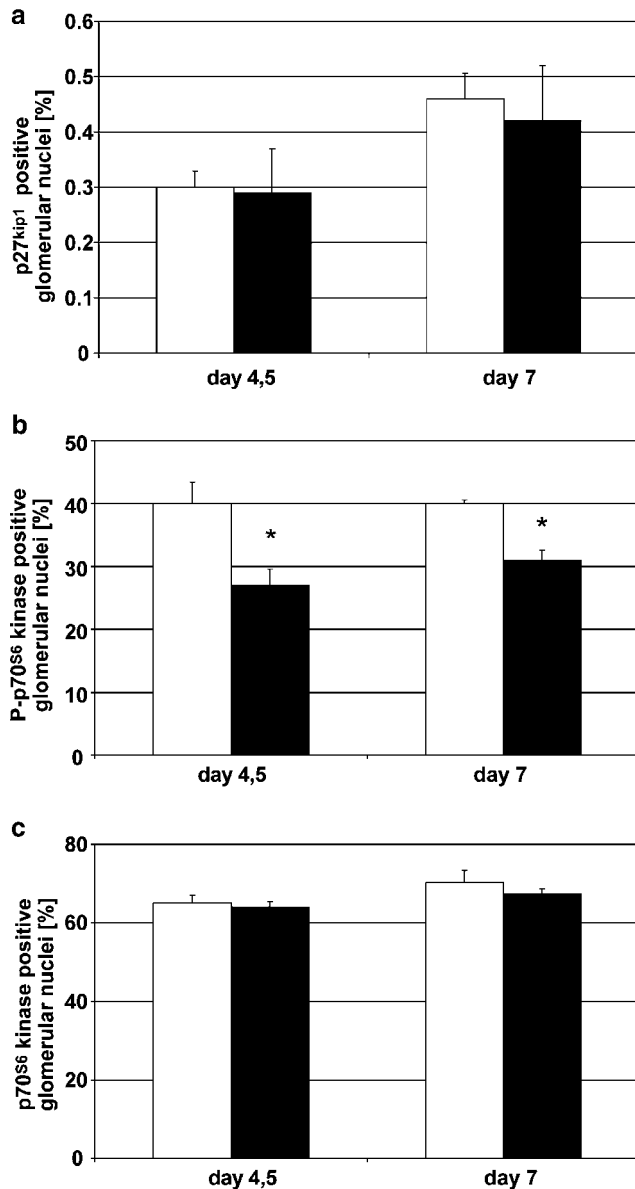 a
p27kip1 positive
glomerular nuclei [%]
0.6
0.5
0.4
0.3
0.2
0.1
0
day 4,5
day 7
b
P-p70S6 kinase positive
glomerular nuclei [%]
50
40
30
20
10
0
*
*
day 4,5
day 7
c
p70S6 kinase positive
glomerular nuclei [%]
80
60
40
20
0
day 4,5
day 7